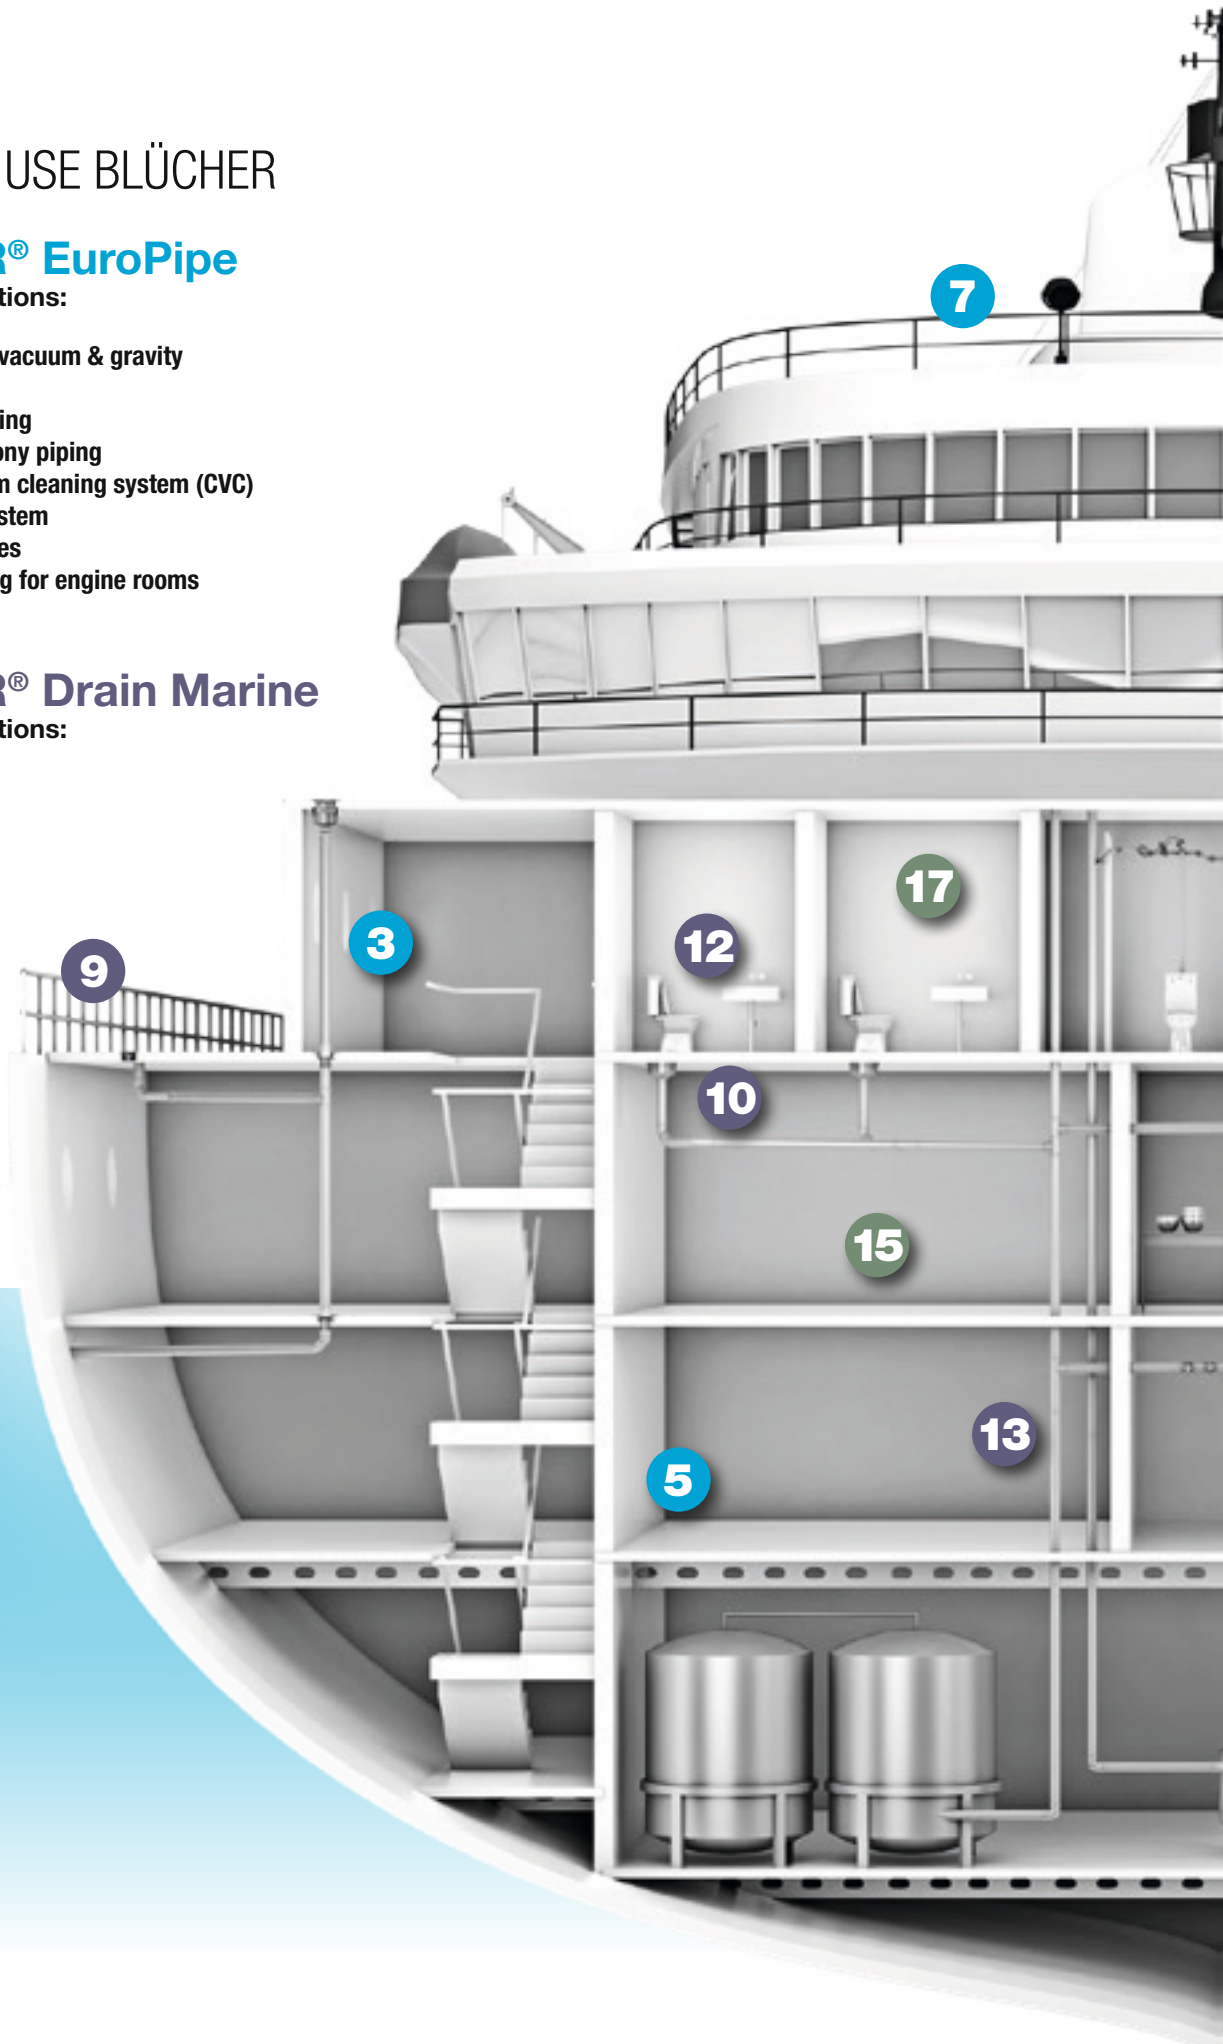 USE BLÜCHER
R® EuroPipe
tions:
vacuum & gravity
ing
ony piping
m cleaning system (CVC)
stem
es
g for engine rooms
R® Drain Marine
tions:
7
17
3
12
9
10
15
13
5